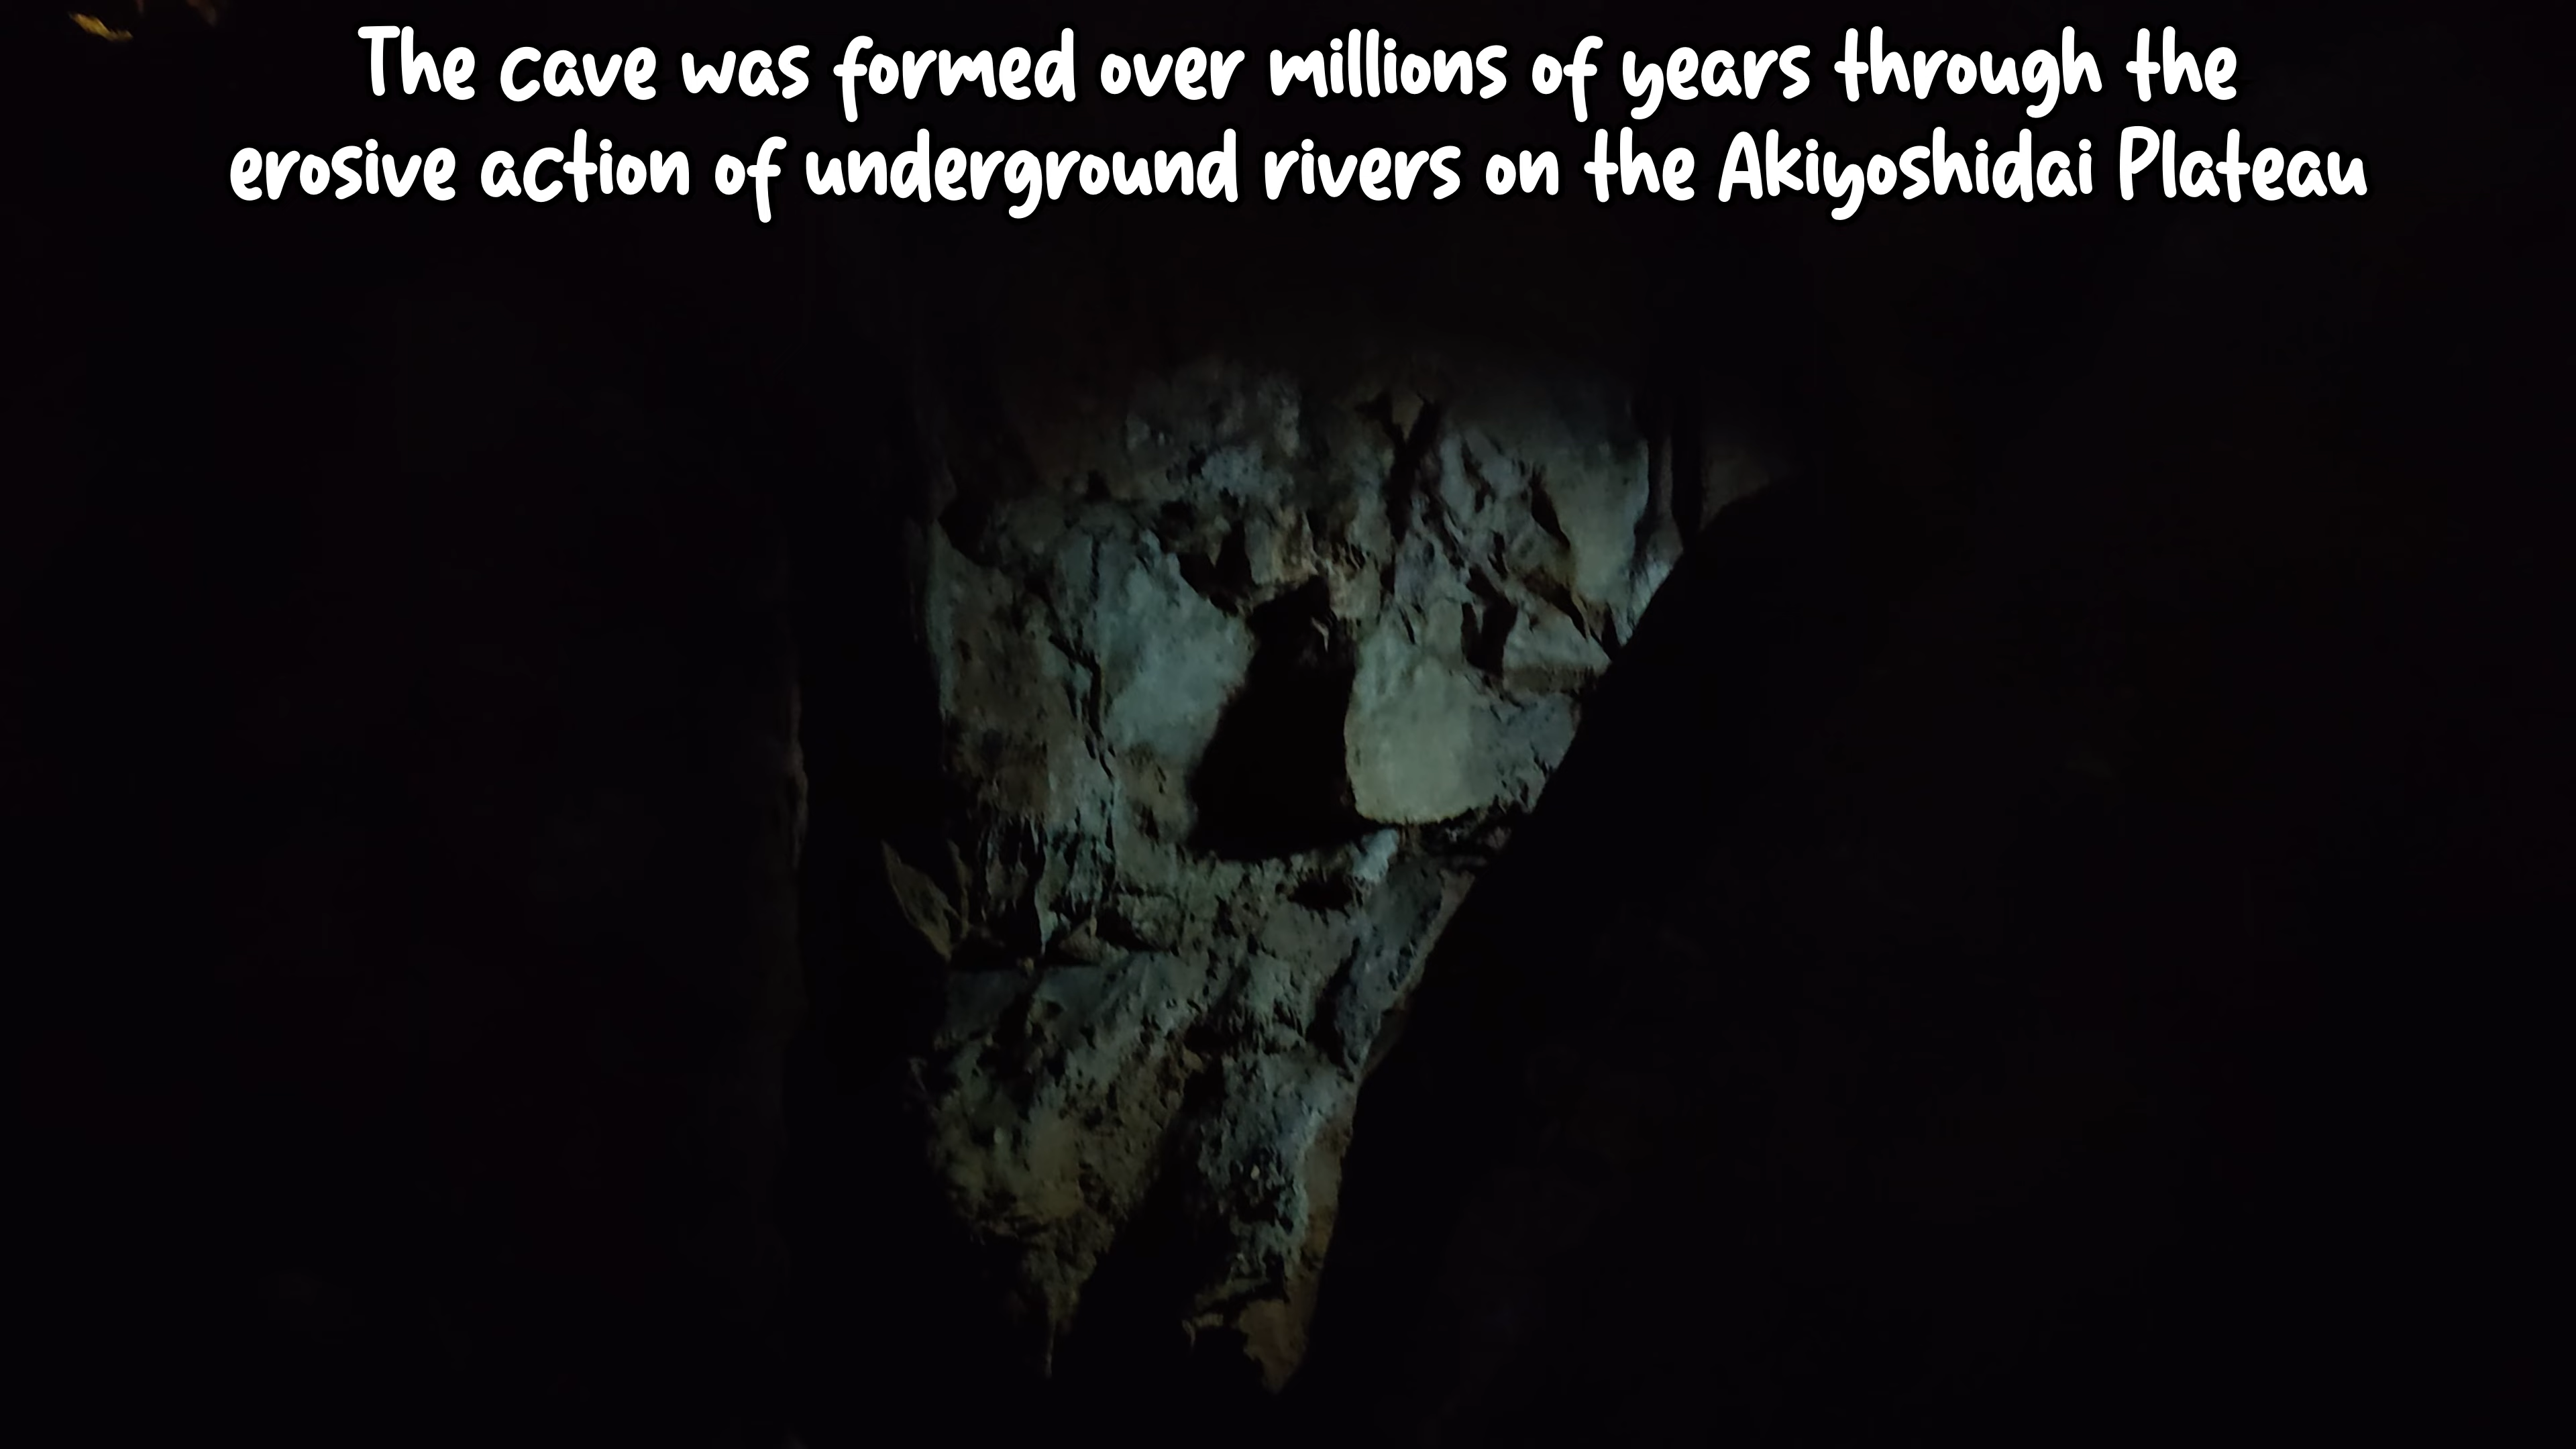 The cave was formed over millions of years through the
erosive action of underground rivers on the Akiyoshidai Plateau